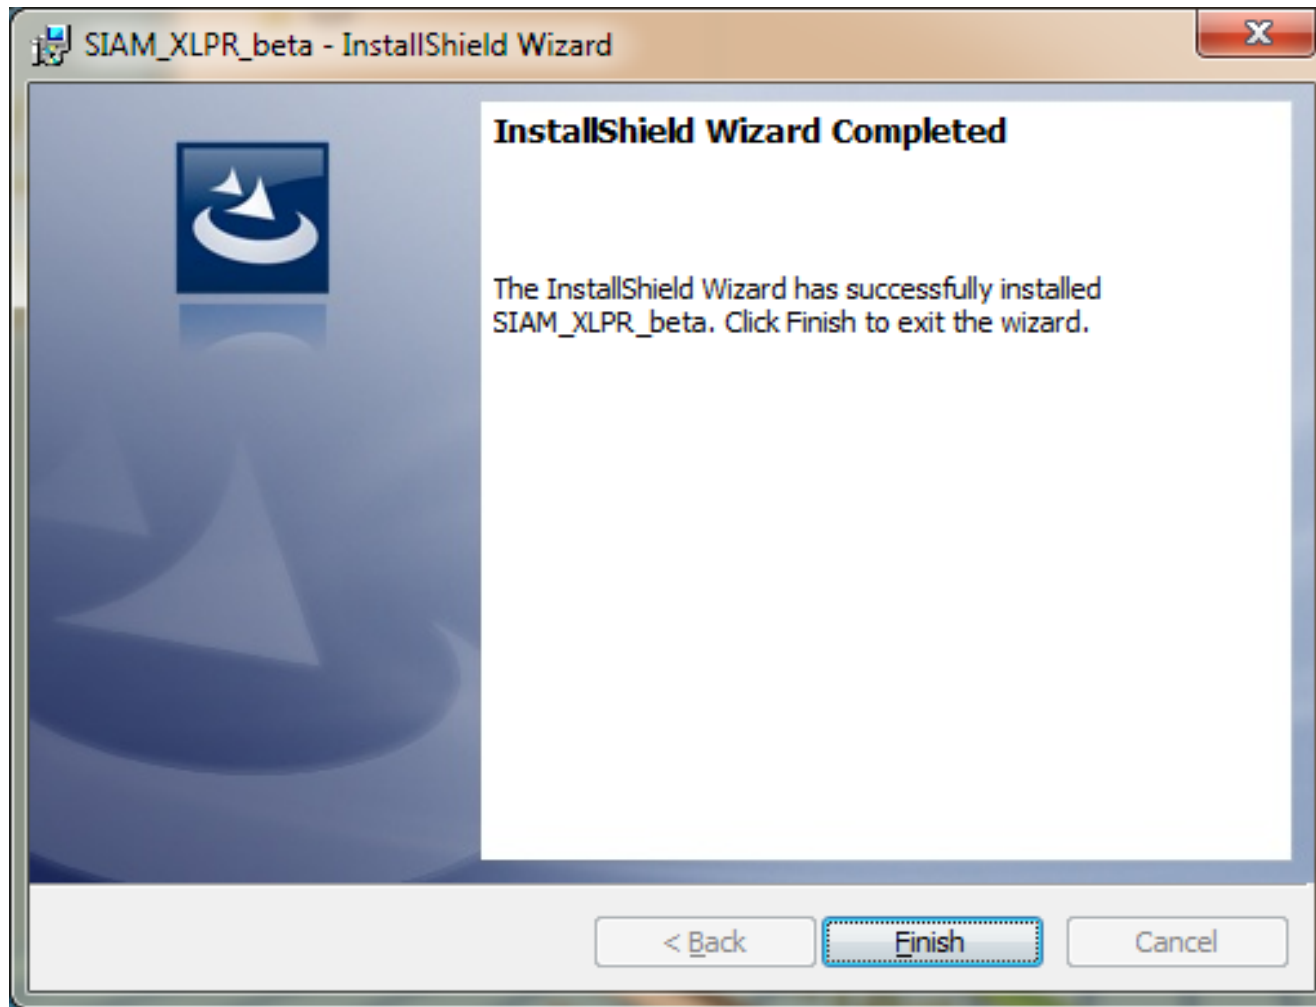 SIAM_XLPR_beta - InstallShield Wizard
X
InstallShield Wizard Completed
The InstallShield Wizard has successfully installed
SIAM_XLPR_beta. Click Finish to exit the wizard.
< Back
Finish
Cancel